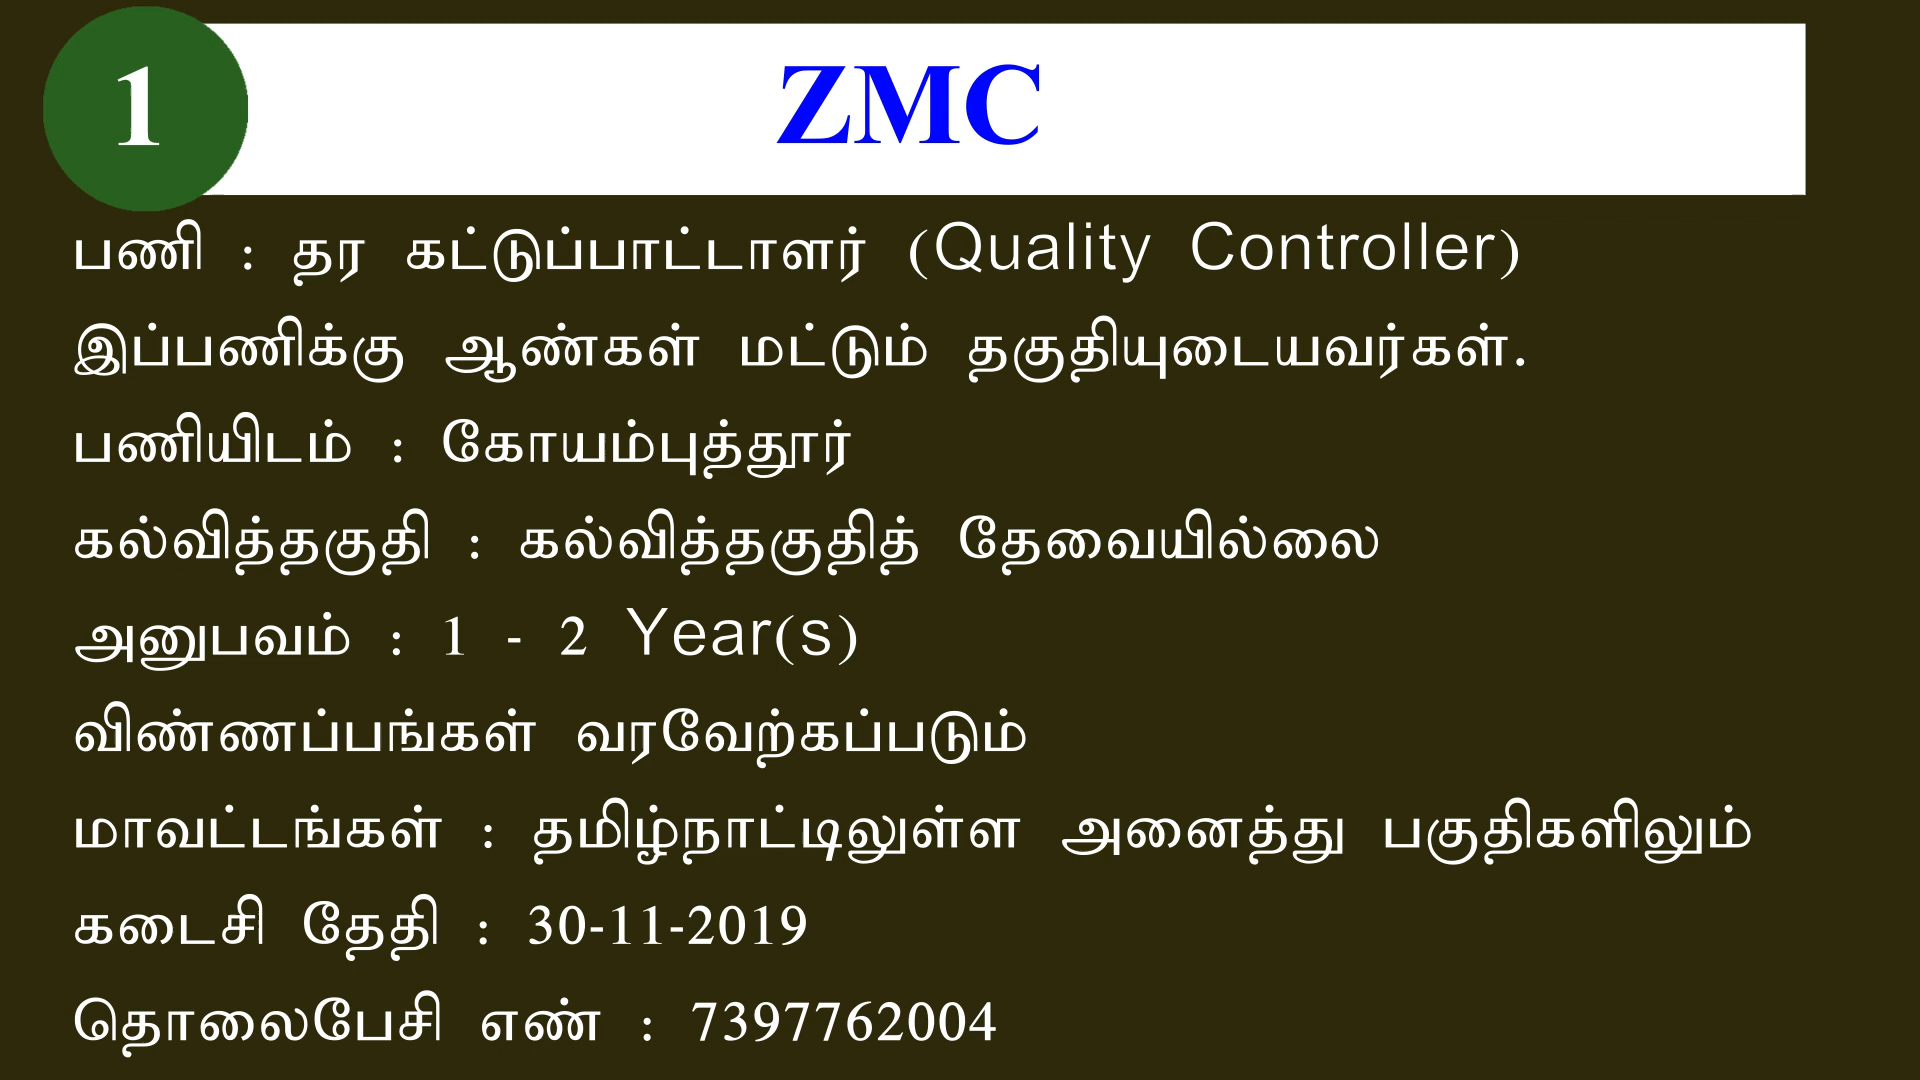 1
ZMC
பணி : தர கட்டுப்பாட்டாளர் (Quality Controller)
இப்பணிக்கு ஆண்கள் மட்டும் தகுதியுடையவர்கள்.
பணியிடம் : கோயம்புத்தூர்
கல்வித்தகுதி : கல்வித்தகுதித் தேவையில்லை
அனுபவம் : 1 - 2 Year(s)
விண்ணப்பங்கள் வரவேற்கப்படும்
மாவட்டங்கள் : தமிழ்நாட்டிலுள்ள அனைத்து பகுதிகளிலும்
கடைசி தேதி : 30-11-2019
தொலைபேசி எண் : 7397762004